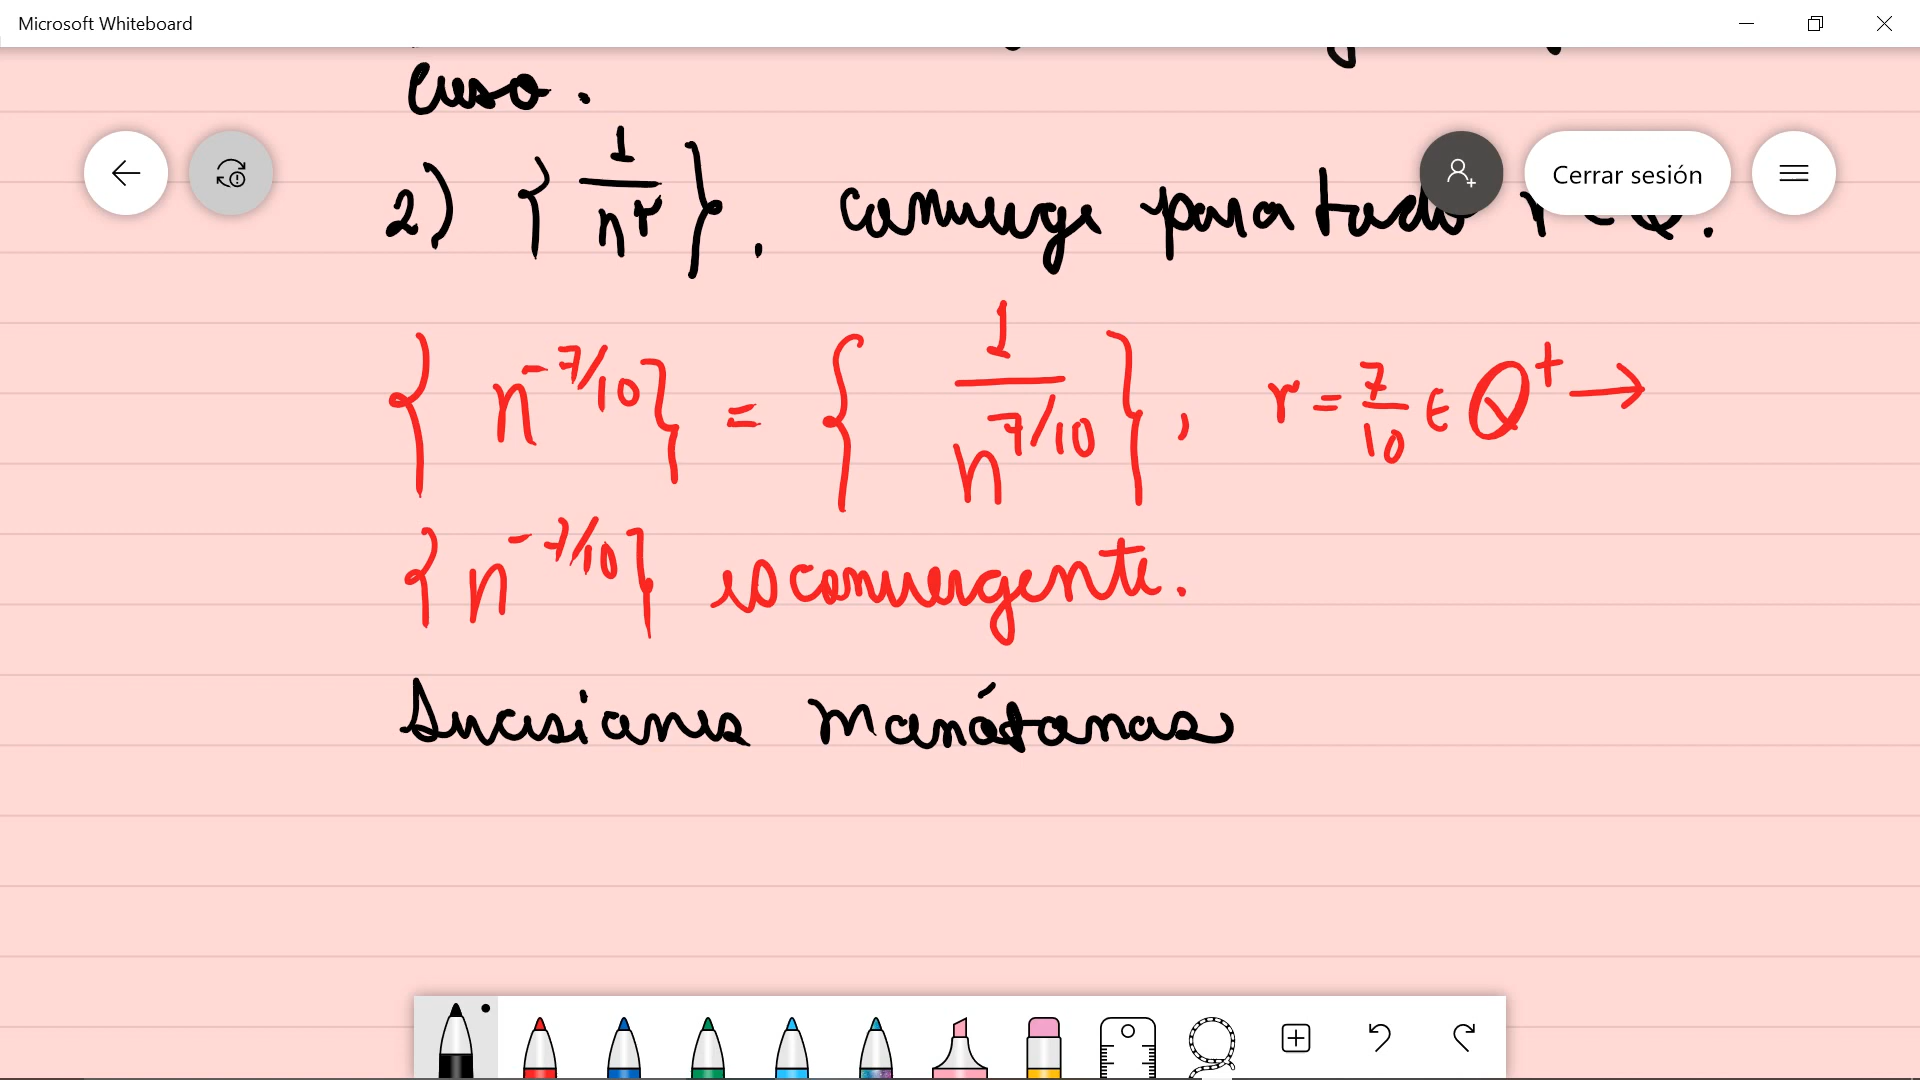 Microsoft Whiteboard
caso.
Cerrar sesión
2) { 1/n^r }. converge para todo r ∈ Q.
{ n^{-7/10} } = { 1/n^{7/10} }, r = 7/10 ∈ Q^+ →
{ n^{-7/10} } es convergente.
Sucesiones monótonas